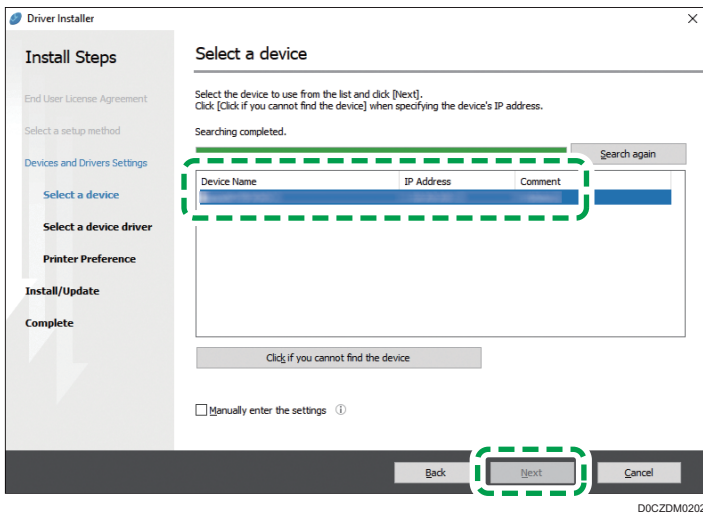 Driver Installer
Install Steps
End User License Agreement
Select a setup method
Devices and Drivers Settings
Select a device
Select a device driver
Printer Preference
Install/Update
Complete
Select a device
Select the device to use from the list and click [Next].
Click [Click if you cannot find the device] when specifying the device's IP address.
Searching completed.
Search again
Device Name IP Address Comment
Click if you cannot find the device
Manually enter the settings
Back Next Cancel
D0CZDM0202